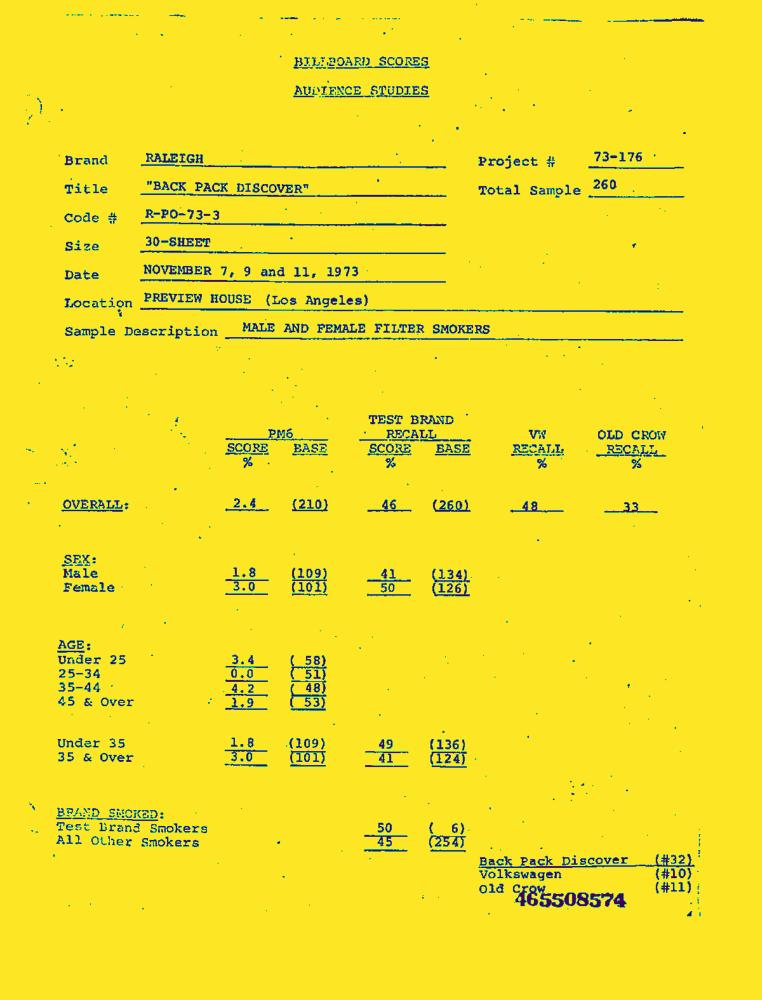 BILLBOARD SCORES
AUDIENCE STUDIES
Brand RALEIGH Project # 73-176
Title "BACK PACK DISCOVER" Total Sample 260
Code # R-PO-73-3
Size 30-SHEET
Date NOVEMBER 7, 9 and 11, 1973
Location PREVIEW HOUSE (Los Angeles)
Sample Description MALE AND FEMALE FILTER SMOKERS
TEST BRAND
PM6 RECALL VW OLD CROW
SCORE BASE SCORE BASE RECALL RECALL
% % % %
OVERALL: 2.4 (210) 46 (260) 48 33
SEX:
Male 1.8 (109) 41 (134)
Female 3.0 (101) 50 (126)
AGE:
Under 25 3.4 ( 58)
25-34 0.0 ( 51)
35-44 4.2 ( 48)
45 & Over 1.9 ( 53)
Under 35 1.8 (109) 49 (136)
35 & Over 3.0 (101) 41 (124)
BRAND SMOKED:
Test Brand Smokers 50 ( 6)
All Other Smokers 45 (254)
Back Pack Discover (#32)
Volkswagen (#10)
Old Crow (#11)
465508574